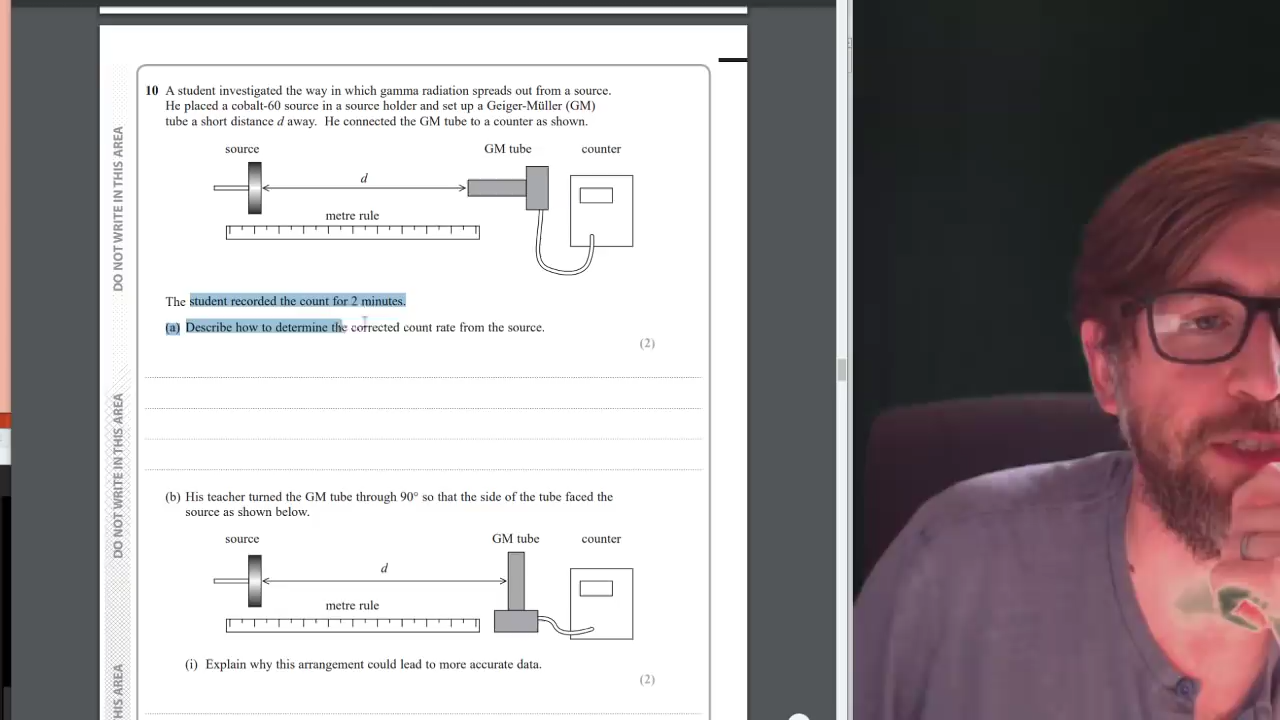 10 A student investigated the way in which gamma radiation spreads out from a source.
He placed a cobalt-60 source in a source holder and set up a Geiger-Müller (GM)
tube a short distance d away. He connected the GM tube to a counter as shown.
source
GM tube
counter
d
metre rule
The student recorded the count for 2 minutes.
(a) Describe how to determine the corrected count rate from the source.
(2)
(b) His teacher turned the GM tube through 90° so that the side of the tube faced the
source as shown below.
source
GM tube
counter
d
metre rule
(i) Explain why this arrangement could lead to more accurate data.
(2)
DO NOT WRITE IN THIS AREA
DO NOT WRITE IN THIS AREA
HIS AREA